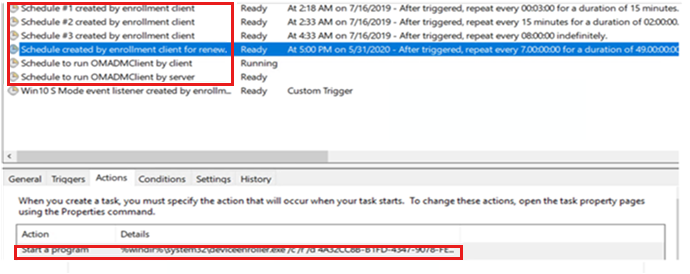 Schedule #1 created by enrollment client Ready At 2:18 AM on 7/16/2019 - After triggered, repeat every 00:03:00 for a duration of 15 minutes.
Schedule #2 created by enrollment client Ready At 2:33 AM on 7/16/2019 - After triggered, repeat every 15 minutes for a duration of 02:00:00.
Schedule #3 created by enrollment client Ready At 4:33 AM on 7/16/2019 - After triggered, repeat every 08:00:00 indefinitely.
Schedule created by enrollment client for renew... Ready At 5:00 PM on 5/31/2020 - After triggered, repeat every 7.00:00:00 for a duration of 49.00:00:00
Schedule to run OMADMClient by client Running
Schedule to run OMADMClient by server Ready
Win10 S Mode event listener created by enrollm... Ready Custom Trigger
General Triggers Actions Conditions Settings History
When you create a task, you must specify the action that will occur when your task starts. To change these actions, open the task property pages
using the Properties command.
Action Details
Start a program %windir%\system32\deviceenroller.exe /c /r /d 4A32CC8B-B1FD-4347-9078-FE...